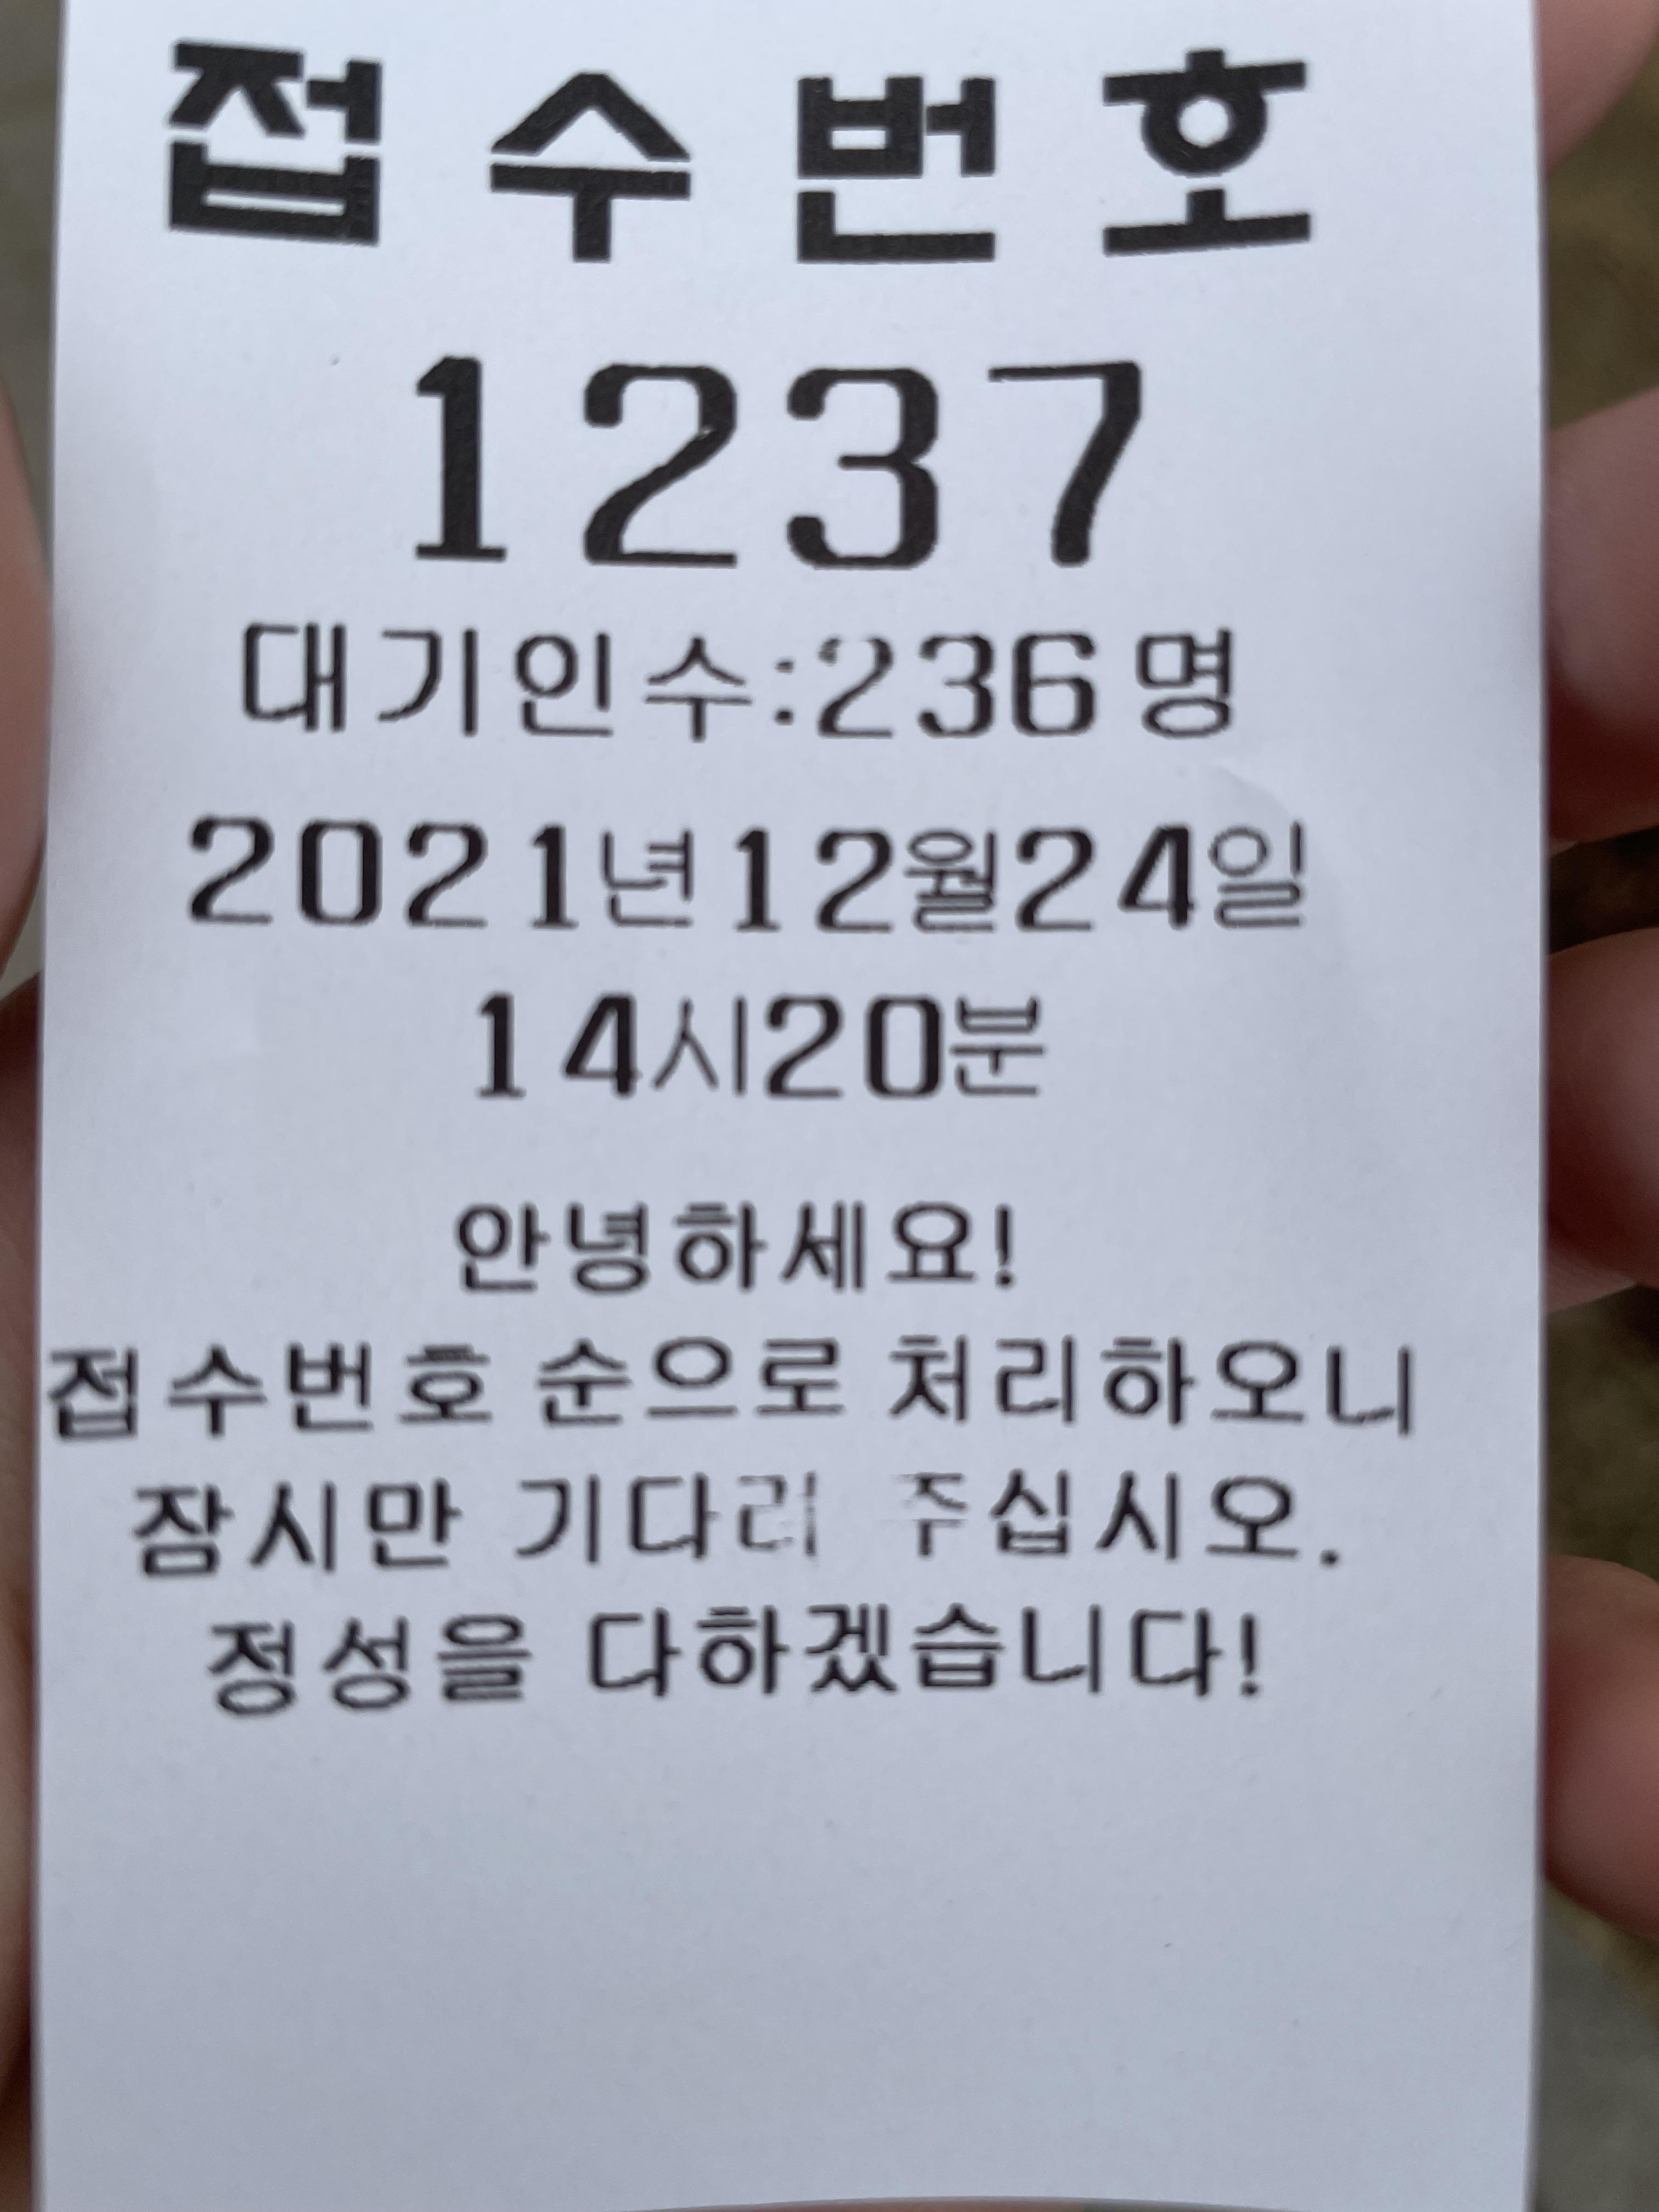 접수번호
1237
대기인수:236명
2021년12월24일
14시20분
안녕하세요!
접수번호 순으로 처리하오니
잠시만 기다리 주십시오.
정성을 다하겠습니다!